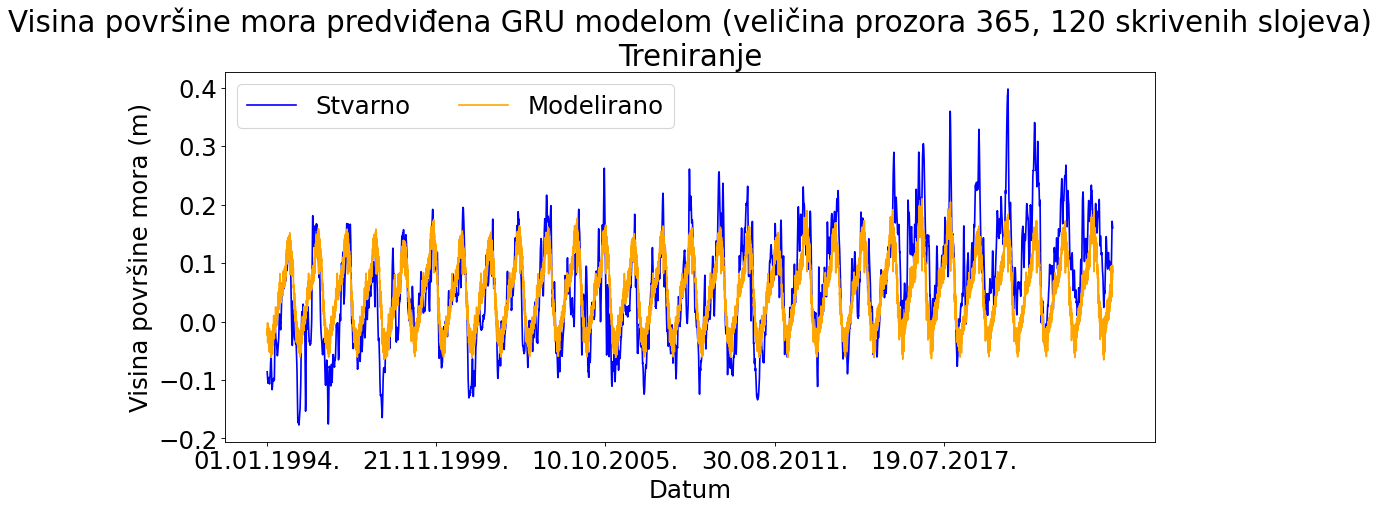 Visina površine mora predviđena GRU modelom (veličina prozora 365, 120 skrivenih slojeva)
Treniranje
Stvarno Modelirano
Visina površine mora (m)
0.4
0.3
0.2
0.1
0.0
−0.1
−0.2
01.01.1994. 21.11.1999. 10.10.2005. 30.08.2011. 19.07.2017.
Datum